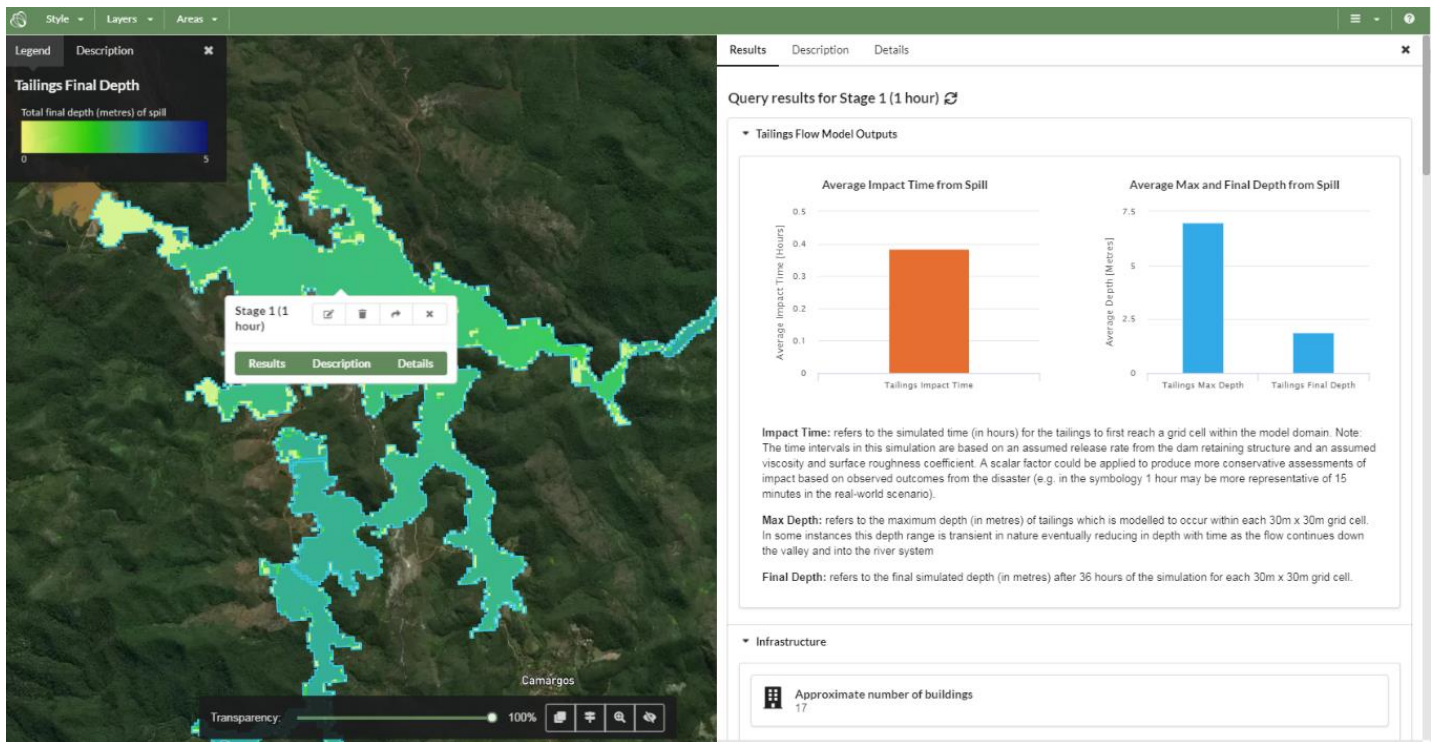 Style Layers Areas
Legend Description
Tailings Final Depth
Total final depth (metres) of spill
0 5
Stage 1 (1
hour)
Results Description Details
Camargos
Transparency: 100%
Results Description Details
Query results for Stage 1 (1 hour)
Tailings Flow Model Outputs
Average Impact Time from Spill
Average Impact Time [Hours]
0.5
0.4
0.3
0.2
0.1
0
Tailings Impact Time
Average Max and Final Depth from Spill
Average Depth [Metres]
7.5
5
2.5
0
Tailings Max Depth Tailings Final Depth
Impact Time: refers to the simulated time (in hours) for the tailings to first reach a grid cell within the model domain. Note:
The time intervals in this simulation are based on an assumed release rate from the dam retaining structure and an assumed
viscosity and surface roughness coefficient. A scalar factor could be applied to produce more conservative assessments of
impact based on observed outcomes from the disaster (e.g. in the symbology 1 hour may be more representative of 15
minutes in the real-world scenario).
Max Depth: refers to the maximum depth (in metres) of tailings which is modelled to occur within each 30m x 30m grid cell.
In some instances this depth range is transient in nature eventually reducing in depth with time as the flow continues down
the valley and into the river system
Final Depth: refers to the final simulated depth (in metres) after 36 hours of the simulation for each 30m x 30m grid cell.
Infrastructure
Approximate number of buildings
17